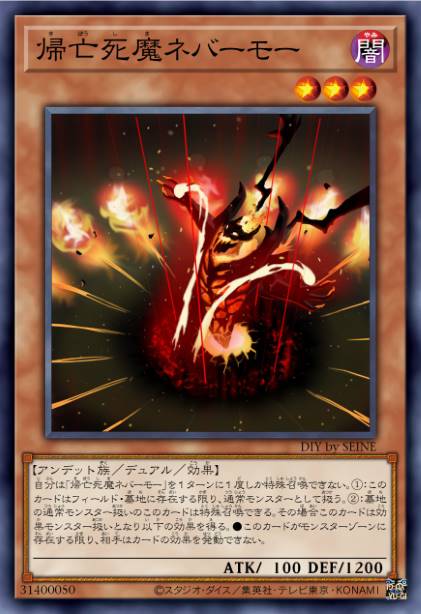 帰亡死魔ネバーモー
闇
DIY by SEINE
【アンデット族／デュアル／効果】
自分は「帰亡死魔ネバーモー」を１ターンに１度しか特殊召喚できない。①：この
カードはフィールド・墓地に存在する限り、通常モンスターとして扱う。②：墓地
の通常モンスター扱いのこのカードは特殊召喚できる。その場合このカードは効
果モンスター扱いとなり以下の効果を得る。●このカードがモンスターゾーンに
存在する限り、相手はカードの効果を発動できない。
ATK/ 100 DEF/1200
31400050
©スタジオ・ダイス／集英社・テレビ東京・KONAMI